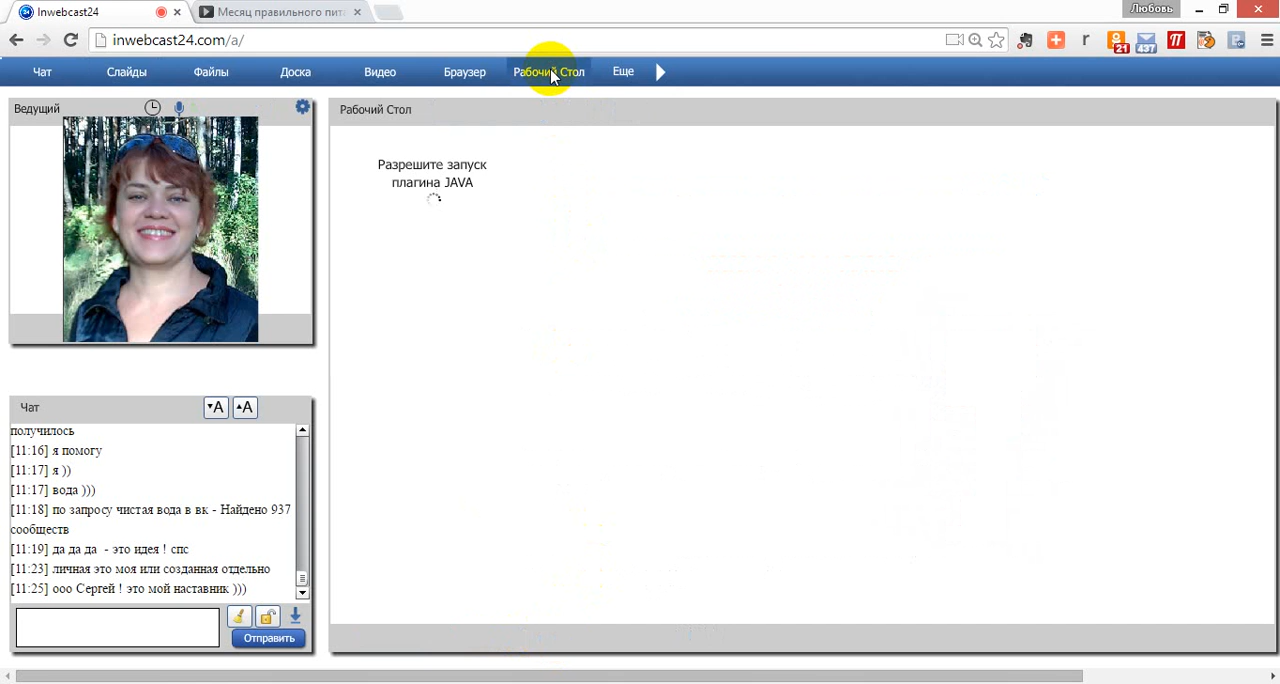 Inwebcast24
Месяц правильного пита
Любовь
inwebcast24.com/a/
21
437
Чат
Слайды
Файлы
Доска
Видео
Браузер
Рабочий Стол
Еще
Ведущий
Рабочий Стол
Разрешите запуск
плагина JAVA
Чат
▾A
▴A
получилось
[11:16] я помогу
[11:17] я ))
[11:17] вода )))
[11:18] по запросу чистая вода в вк - Найдено 937
сообществ
[11:19] да да да - это идея ! спс
[11:23] личная это моя или созданная отдельно
[11:25] ооо Сергей ! это мой наставник )))
Отправить